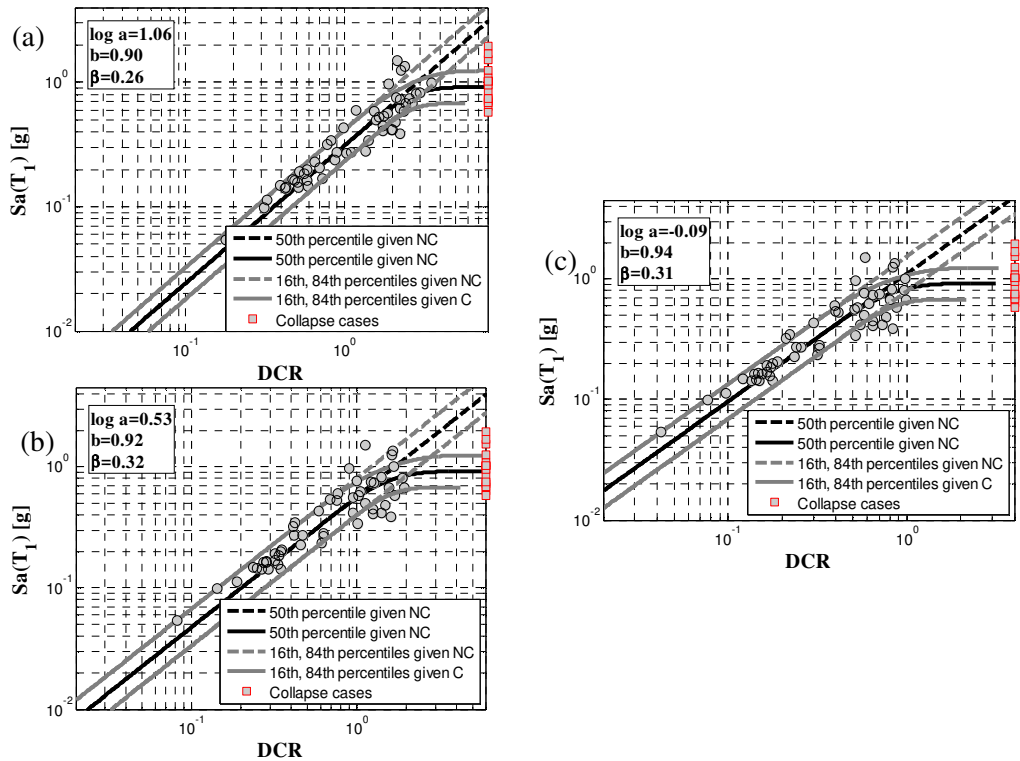 (a)
log a=1.06
b=0.90
β=0.26
10^0
10^-1
10^-2
Sa(T_1) [g]
50th percentile given NC
50th percentile given NC
16th, 84th percentiles given NC
16th, 84th percentiles given C
Collapse cases
10^-1
10^0
DCR
(b)
log a=0.53
b=0.92
β=0.32
10^0
10^-1
10^-2
Sa(T_1) [g]
50th percentile given NC
50th percentile given NC
16th, 84th percentiles given NC
16th, 84th percentiles given C
Collapse cases
10^-1
10^0
DCR
(c)
log a=-0.09
b=0.94
β=0.31
10^0
10^-1
10^-2
Sa(T_1) [g]
50th percentile given NC
50th percentile given NC
16th, 84th percentiles given NC
16th, 84th percentiles given C
Collapse cases
10^-1
10^0
DCR